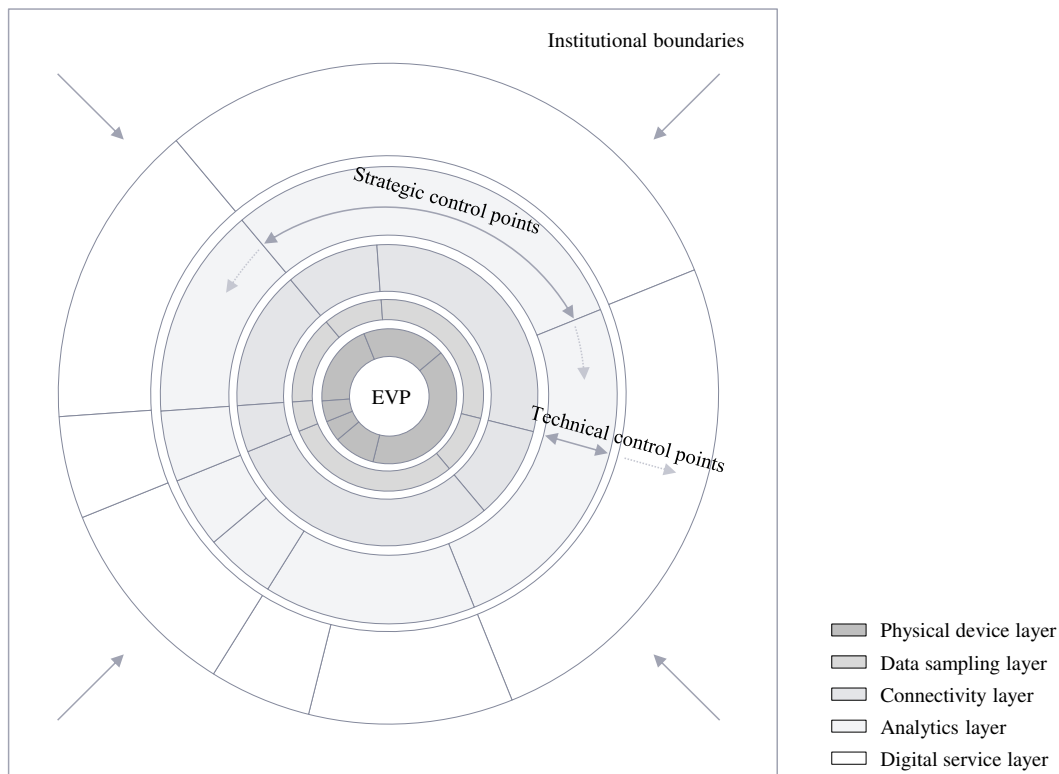 Institutional boundaries
Strategic control points
EVP
Technical control points
Physical device layer
Data sampling layer
Connectivity layer
Analytics layer
Digital service layer